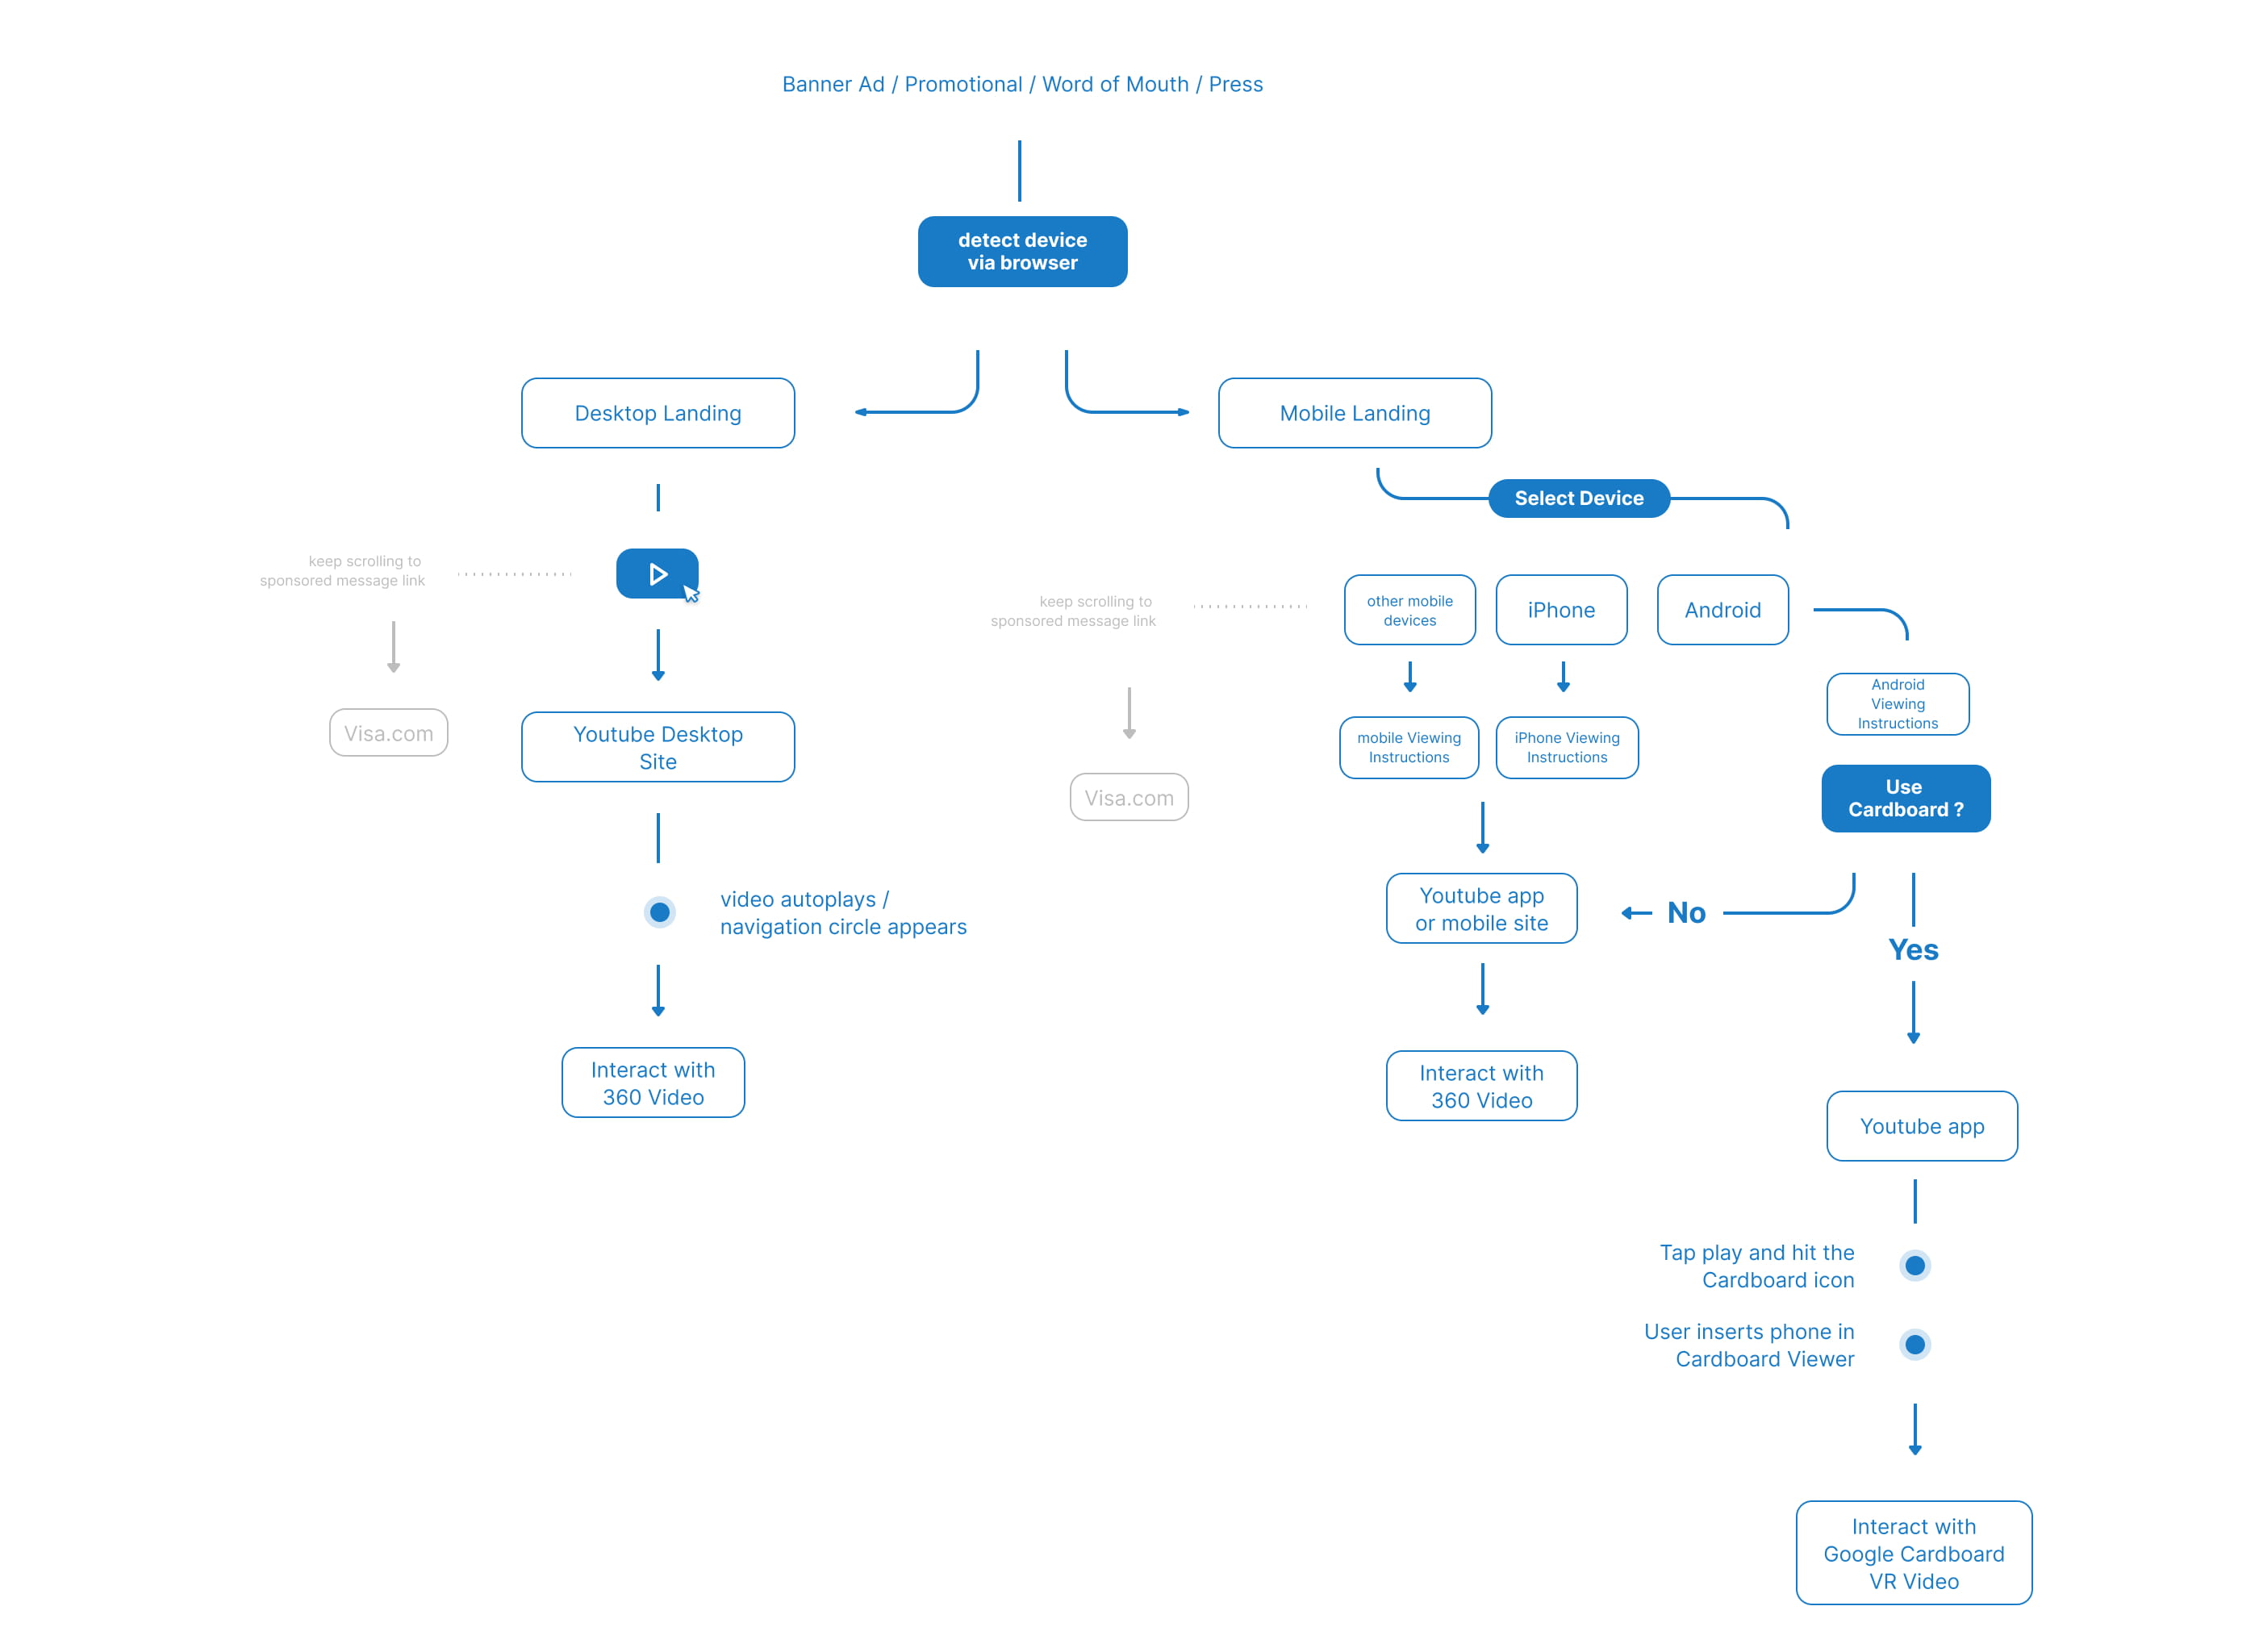 Banner Ad / Promotional / Word of Mouth / Press
detect device
via browser
Desktop Landing
Mobile Landing
Select Device
keep scrolling to
sponsored message link
Visa.com
Youtube Desktop
Site
video autoplays /
navigation circle appears
Interact with
360 Video
keep scrolling to
sponsored message link
Visa.com
other mobile
devices
iPhone
Android
mobile Viewing
Instructions
iPhone Viewing
Instructions
Android
Viewing
Instructions
Use
Cardboard ?
Youtube app
or mobile site
No
Yes
Interact with
360 Video
Youtube app
Tap play and hit the
Cardboard icon
User inserts phone in
Cardboard Viewer
Interact with
Google Cardboard
VR Video